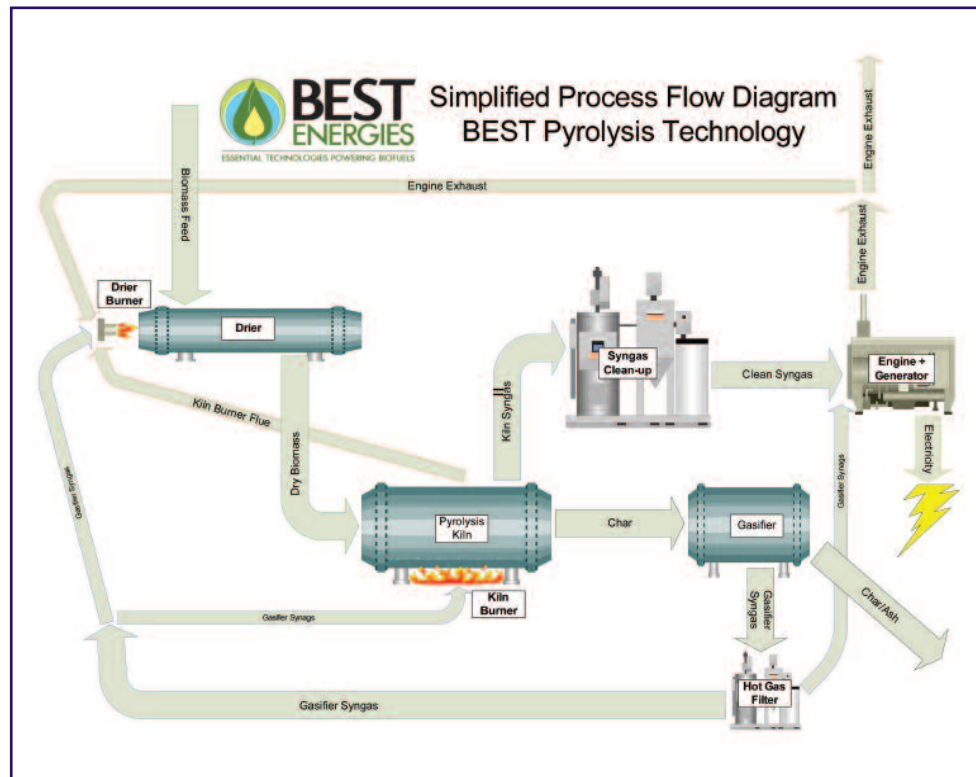 BEST
ENERGIES
ESSENTIAL TECHNOLOGIES POWERING BIOFUELS
Simplified Process Flow Diagram
BEST Pyrolysis Technology
Engine Exhaust
Engine Exhaust
Engine Exhaust
Biomass Feed
Drier
Burner
Drier
Syngas
Clean-up
Clean Syngas
Engine +
Generator
Kiln Syngas
Kiln Burner Flue
Dry Biomass
Electricity
Gasifier Syngas
Gasifier Synags
Pyrolysis
Kiln
Char
Gasifier
Kiln
Burner
Gasifier Synags
Gasifier
Syngas
Char/Ash
Hot Gas
Filter
Gasifier Syngas